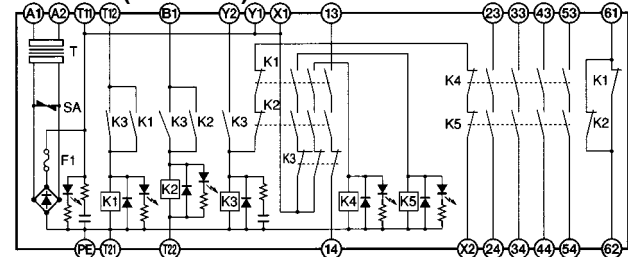 A1 A2 T11 T12 B1 Y2 Y1 X1 13 23 33 43 53 61
T
K1 K4 K1
SA
K3 K1 K3 K2 K3 K2 K5 K2
F1
K3
K1 K2 K3 K4 K5
PE T21 T22 14 X2 24 34 44 54 62